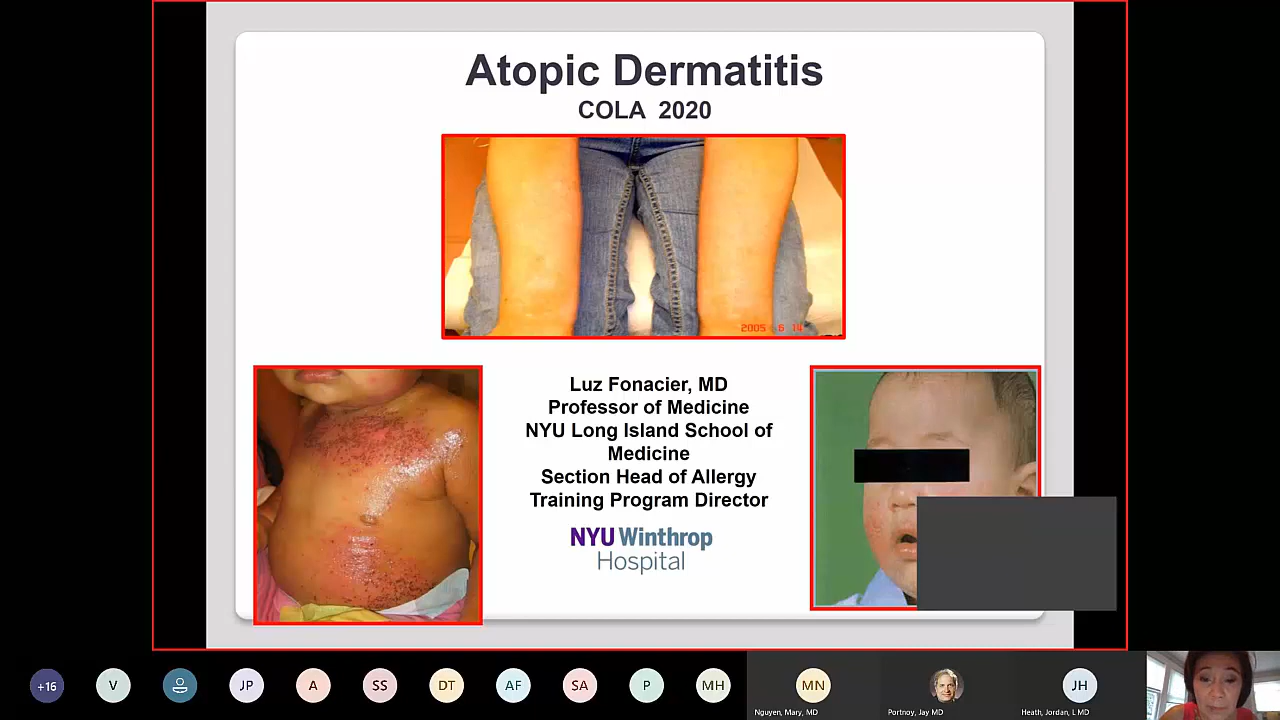 Atopic Dermatitis
COLA 2020
2005 6 14
Luz Fonacier, MD
Professor of Medicine
NYU Long Island School of
Medicine
Section Head of Allergy
Training Program Director
NYU Winthrop
Hospital
+16
V
JP
A
SS
DT
AF
SA
P
MH
MN
JH
Nguyen, Mary, MD
Portnoy, Jay MD
Heath, Jordan, L MD